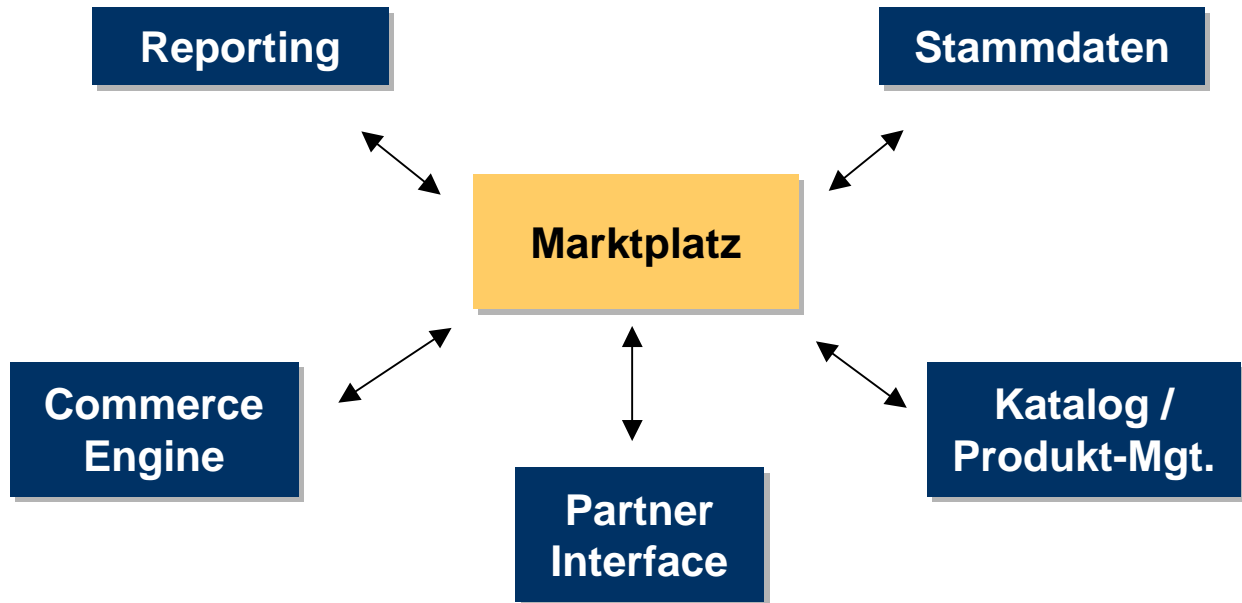 Reporting
Stammdaten
Marktplatz
Commerce
Engine
Katalog /
Produkt-Mgt.
Partner
Interface